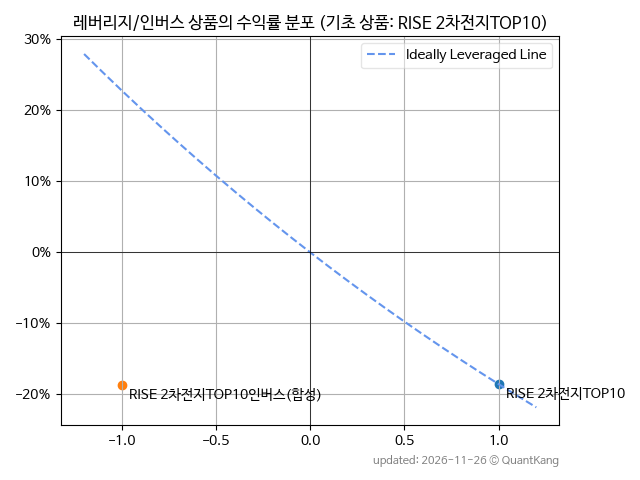 레버리지/인버스 상품의 수익률 분포 (기초 상품: RISE 2차전지TOP10)
30%
Ideally Leveraged Line
20%
10%
0%
−10%
−20%
RISE 2차전지TOP10인버스(합성)
RISE 2차전지TOP10
−1.0
−0.5
0.0
0.5
1.0
updated: 2026-11-26 © QuantKang